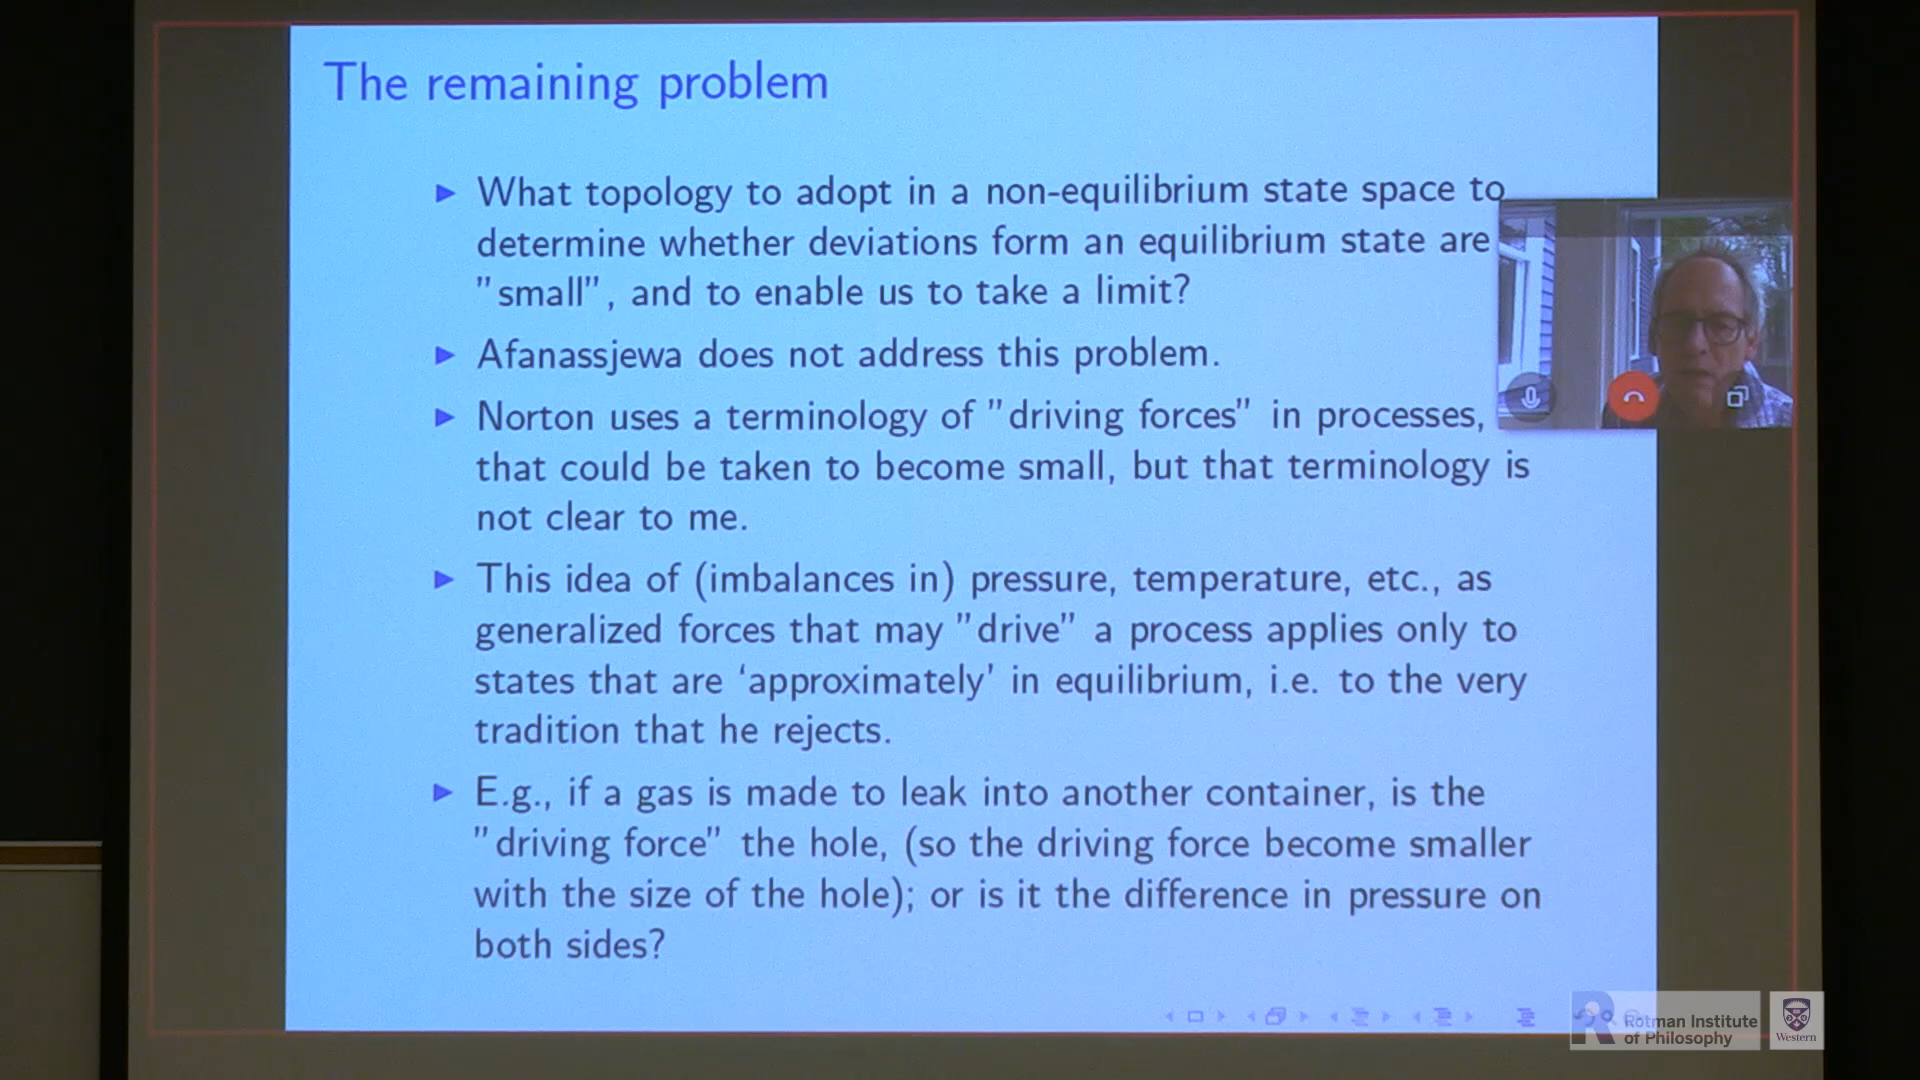 The remaining problem
▶ What topology to adopt in a non-equilibrium state space to
determine whether deviations form an equilibrium state are
"small", and to enable us to take a limit?
▶ Afanassjewa does not address this problem.
▶ Norton uses a terminology of "driving forces" in processes,
that could be taken to become small, but that terminology is
not clear to me.
▶ This idea of (imbalances in) pressure, temperature, etc., as
generalized forces that may "drive" a process applies only to
states that are ‘approximately’ in equilibrium, i.e. to the very
tradition that he rejects.
▶ E.g., if a gas is made to leak into another container, is the
"driving force" the hole, (so the driving force become smaller
with the size of the hole); or is it the difference in pressure on
both sides?
R
Rotman Institute
of Philosophy
Western